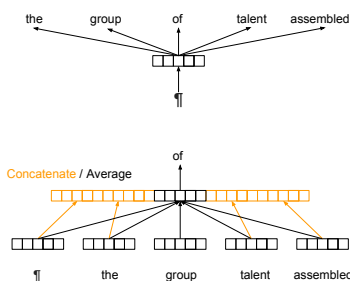 the group of talent assembled
¶
of
Concatenate / Average
¶ the group talent assembled